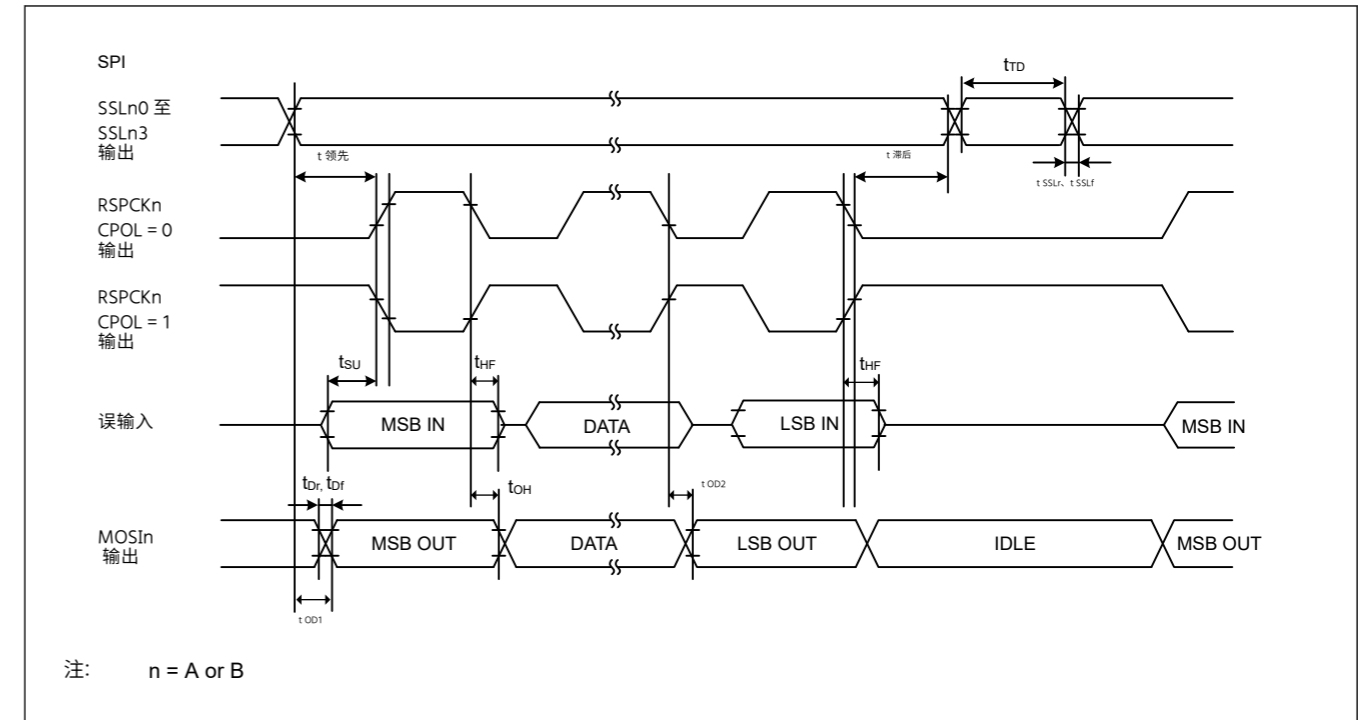 SPI
tTD
SSLn0 至
SSLn3
输出
t 领先
t 滞后
t SSLr、t SSLf
RSPCKn
CPOL = 0
输出
RSPCKn
CPOL = 1
输出
tSU
tHF
tHF
误输入
MSB IN
DATA
LSB IN
MSB IN
tDr, tDf
tOH
t OD2
MOSIn
输出
MSB OUT
DATA
LSB OUT
IDLE
MSB OUT
t OD1
注: n = A or B